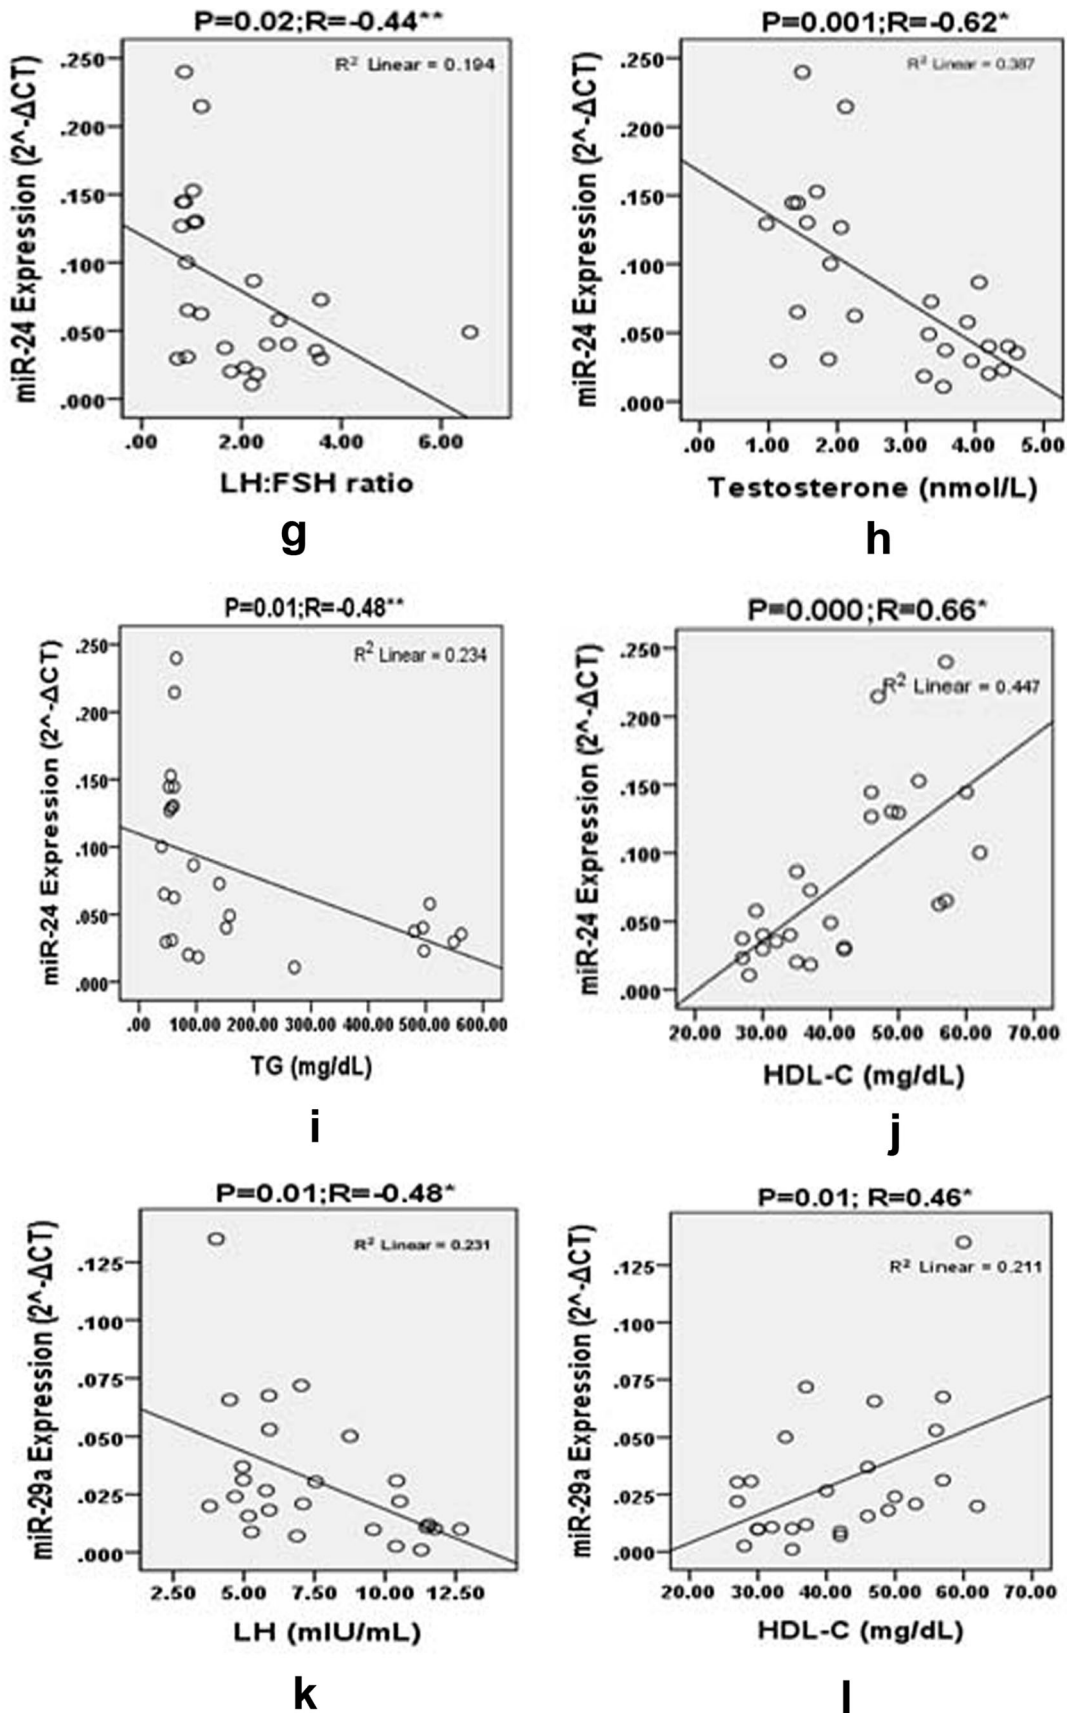 P=0.02;R=-0.44**
R² Linear = 0.194
miR-24 Expression (2^-ΔCT)
.250
.200
.150
.100
.050
.000
.00 2.00 4.00 6.00
LH:FSH ratio
g
P=0.001;R=-0.62*
R² Linear = 0.387
miR-24 Expression (2^-ΔCT)
.250
.200
.150
.100
.050
.000
.00 1.00 2.00 3.00 4.00 5.00
Testosterone (nmol/L)
h
P=0.01;R=-0.48**
R² Linear = 0.234
miR-24 Expression (2^-ΔCT)
.250
.200
.150
.100
.050
.000
.00 100.00 200.00 300.00 400.00 500.00 600.00
TG (mg/dL)
i
P=0.000;R=0.66*
R² Linear = 0.447
miR-24 Expression (2^-ΔCT)
.250
.200
.150
.100
.050
.000
20.00 30.00 40.00 50.00 60.00 70.00
HDL-C (mg/dL)
j
P=0.01;R=-0.48*
R² Linear = 0.231
miR-29a Expression (2^-ΔCT)
.125
.100
.075
.050
.025
.000
2.50 5.00 7.50 10.00 12.50
LH (mIU/mL)
k
P=0.01; R=0.46*
R² Linear = 0.211
miR-29a Expression (2^-ΔCT)
.125
.100
.075
.050
.025
.000
20.00 30.00 40.00 50.00 60.00 70.00
HDL-C (mg/dL)
l